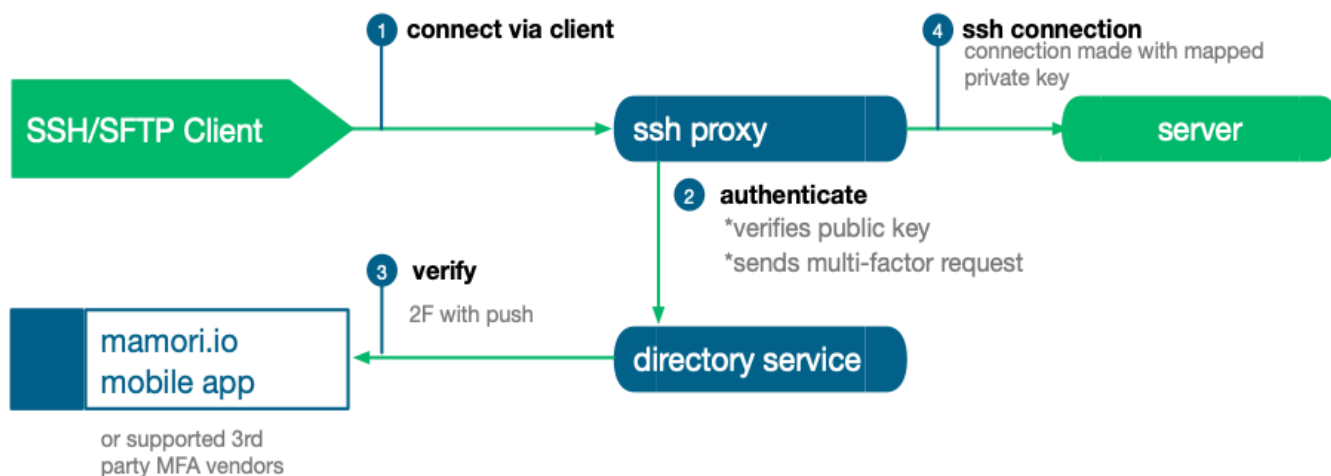 1 connect via client
4 ssh connection
connection made with mapped
private key
SSH/SFTP Client
ssh proxy
server
2 authenticate
*verifies public key
*sends multi-factor request
3 verify
2F with push
mamori.io
mobile app
directory service
or supported 3rd
party MFA vendors